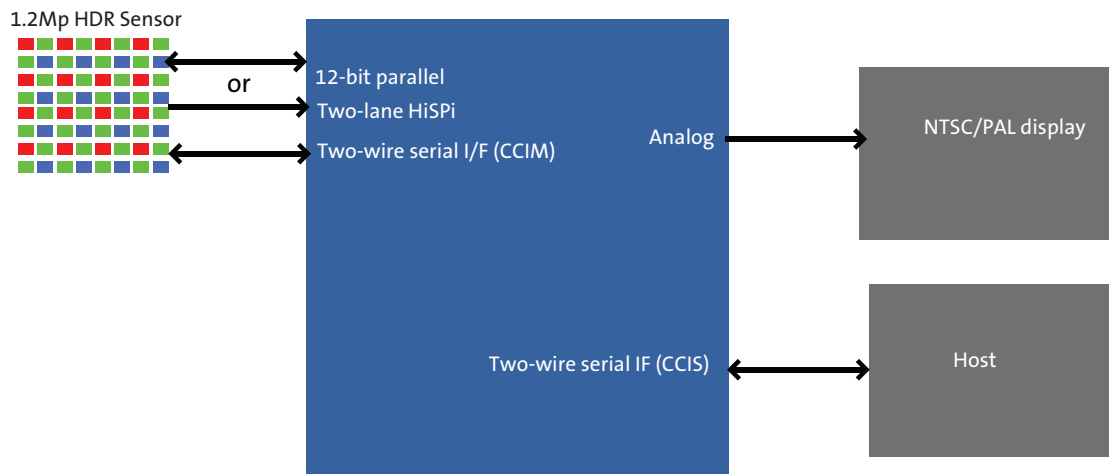 1.2Mp HDR Sensor
or
12-bit parallel
Two-lane HiSPi
Two-wire serial I/F (CCIM)
Analog
NTSC/PAL display
Two-wire serial IF (CCIS)
Host